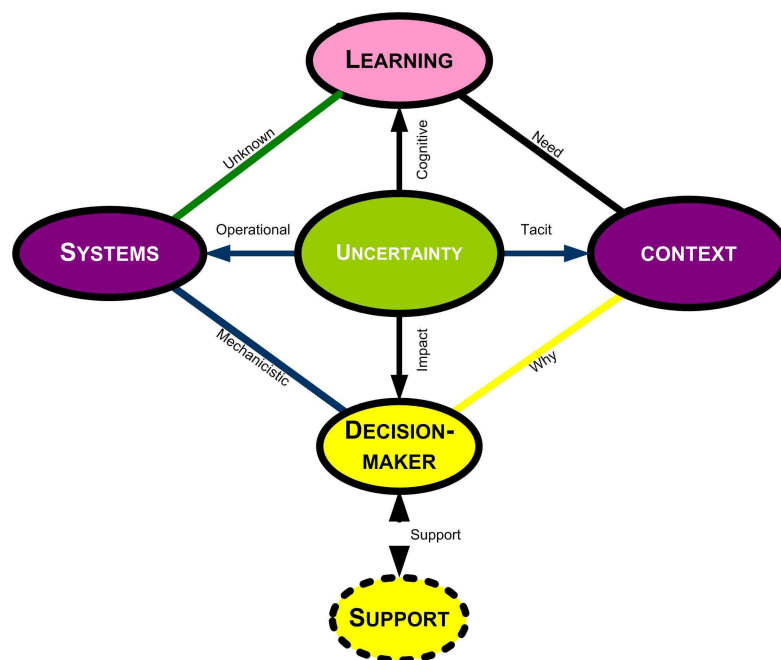 LEARNING
Unknown
Cognitive
Need
SYSTEMS
Operational
UNCERTAINTY
Tacit
CONTEXT
Mechanicistic
Impact
Why
DECISION-
MAKER
Support
SUPPORT